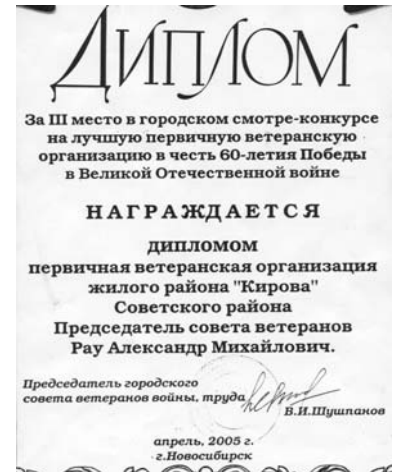 Диплом
За III место в городском смотре-конкурсе
на лучшую первичную ветеранскую
организацию в честь 60-летия Победы
в Великой Отечественной войне
НАГРАЖДАЕТСЯ
дипломом
первичная ветеранская организация
жилого района "Кирова"
Советского района
Председатель совета ветеранов
Рау Александр Михайлович.
Председатель городского
совета ветеранов войны, труда
В.И.Шушпанов
апрель, 2005 г.
г.Новосибирск